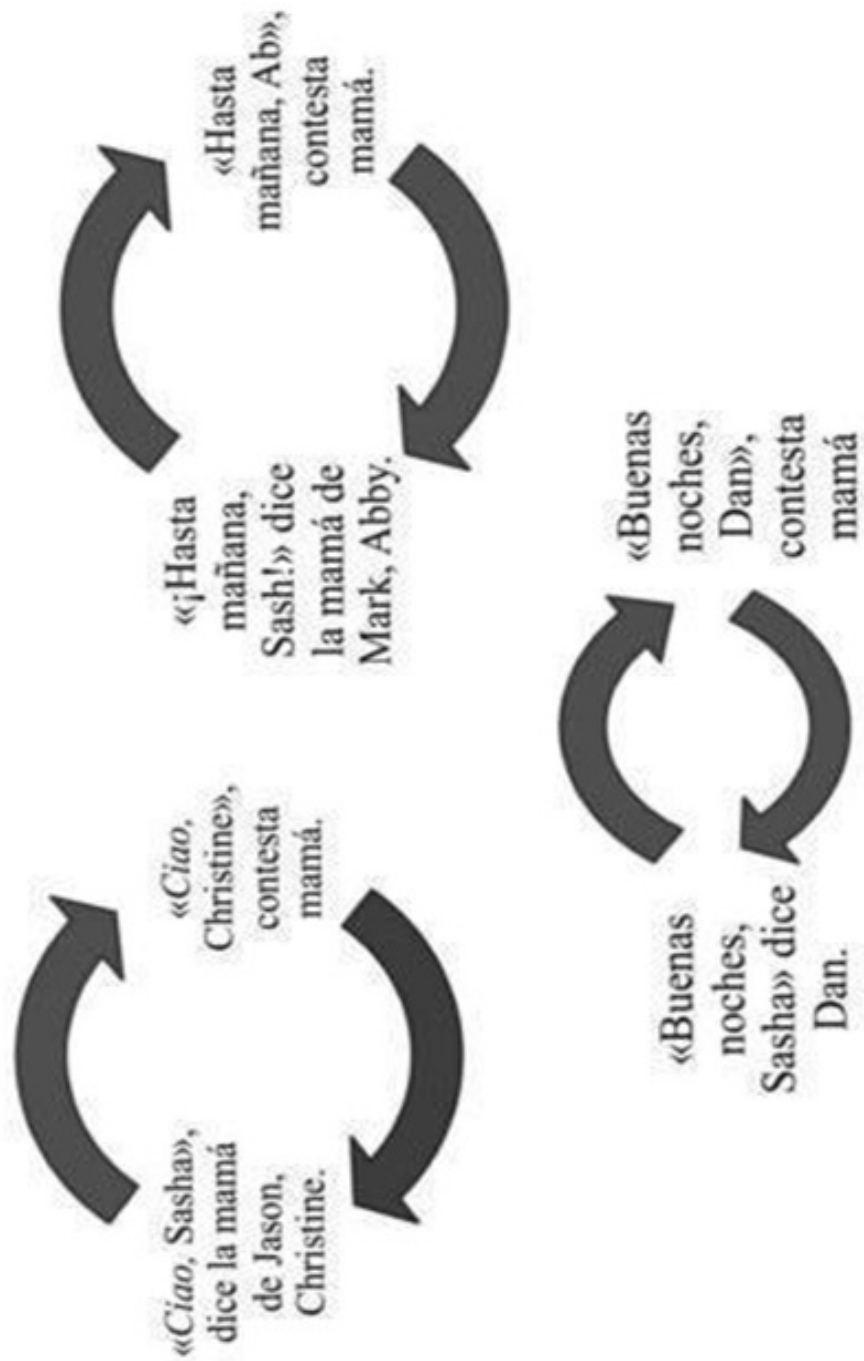 «Ciao, Sasha»,
dice la mamá
de Jason,
Christine.
«Ciao,
Christine»,
contesta
mamá.
«¡Hasta
mañana,
Sash!» dice
la mamá de
Mark, Abby.
«Hasta
mañana, Ab»,
contesta
mamá.
«Buenas
noches,
Sasha» dice
Dan.
«Buenas
noches,
Dan»,
contesta
mamá